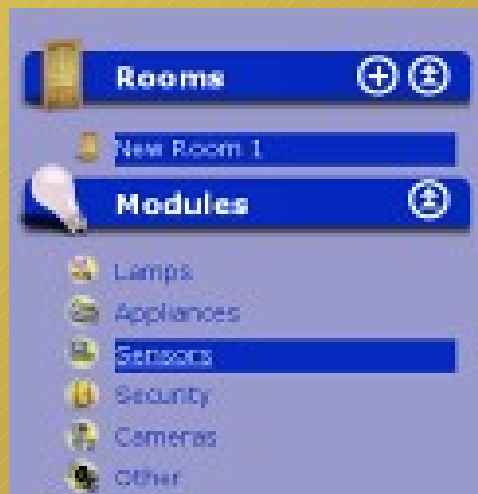 Rooms
New Room 1
Modules
Lamps
Appliances
Sensors
Security
Cameras
Other